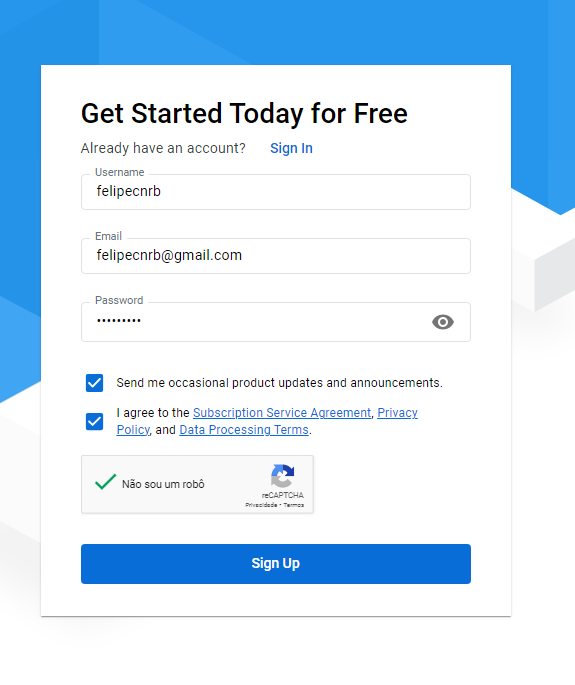 Get Started Today for Free
Already have an account? Sign In
Username
felipecnrb
Email
felipecnrb@gmail.com
Password
•••••••••
Send me occasional product updates and announcements.
I agree to the Subscription Service Agreement, Privacy
Policy, and Data Processing Terms.
Não sou um robô
reCAPTCHA
Privacidade • Termos
Sign Up